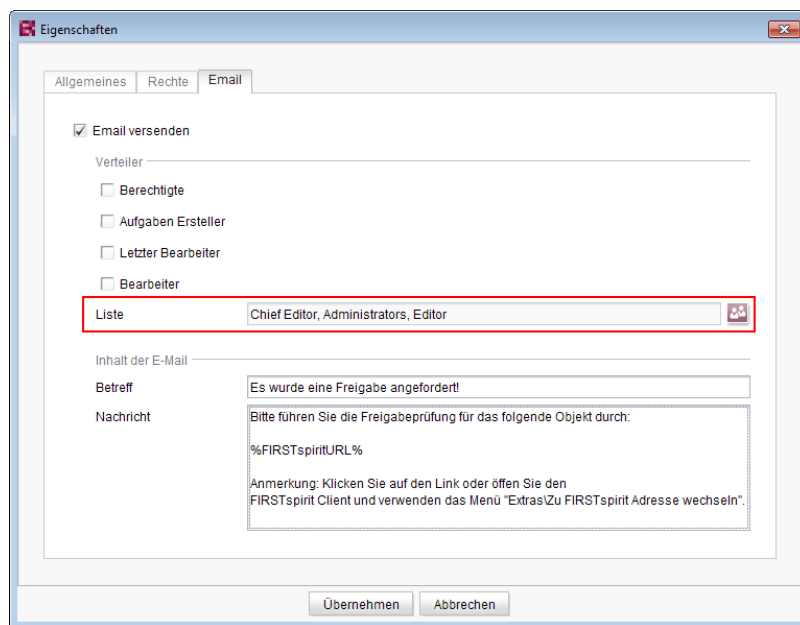 Eigenschaften
Allgemeines Rechte Email
Email versenden
Verteiler
Berechtigte
Aufgaben Ersteller
Letzter Bearbeiter
Bearbeiter
Liste Chief Editor, Administrators, Editor
Inhalt der E-Mail
Betreff Es wurde eine Freigabe angefordert!
Nachricht Bitte führen Sie die Freigabeprüfung für das folgende Objekt durch:
%FIRSTspiritURL%
Anmerkung: Klicken Sie auf den Link oder öffen Sie den
FIRSTspirit Client und verwenden das Menü "Extras\Zu FIRSTspirit Adresse wechseln".
Übernehmen Abbrechen